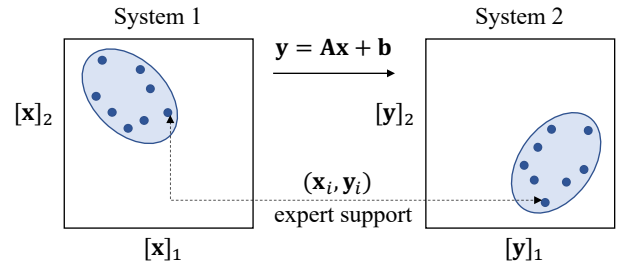 System 1
System 2
𝐲 = 𝐀𝐱 + 𝐛
[𝐱]₂
[𝐲]₂
(𝐱ᵢ, 𝐲ᵢ)
expert support
[𝐱]₁
[𝐲]₁